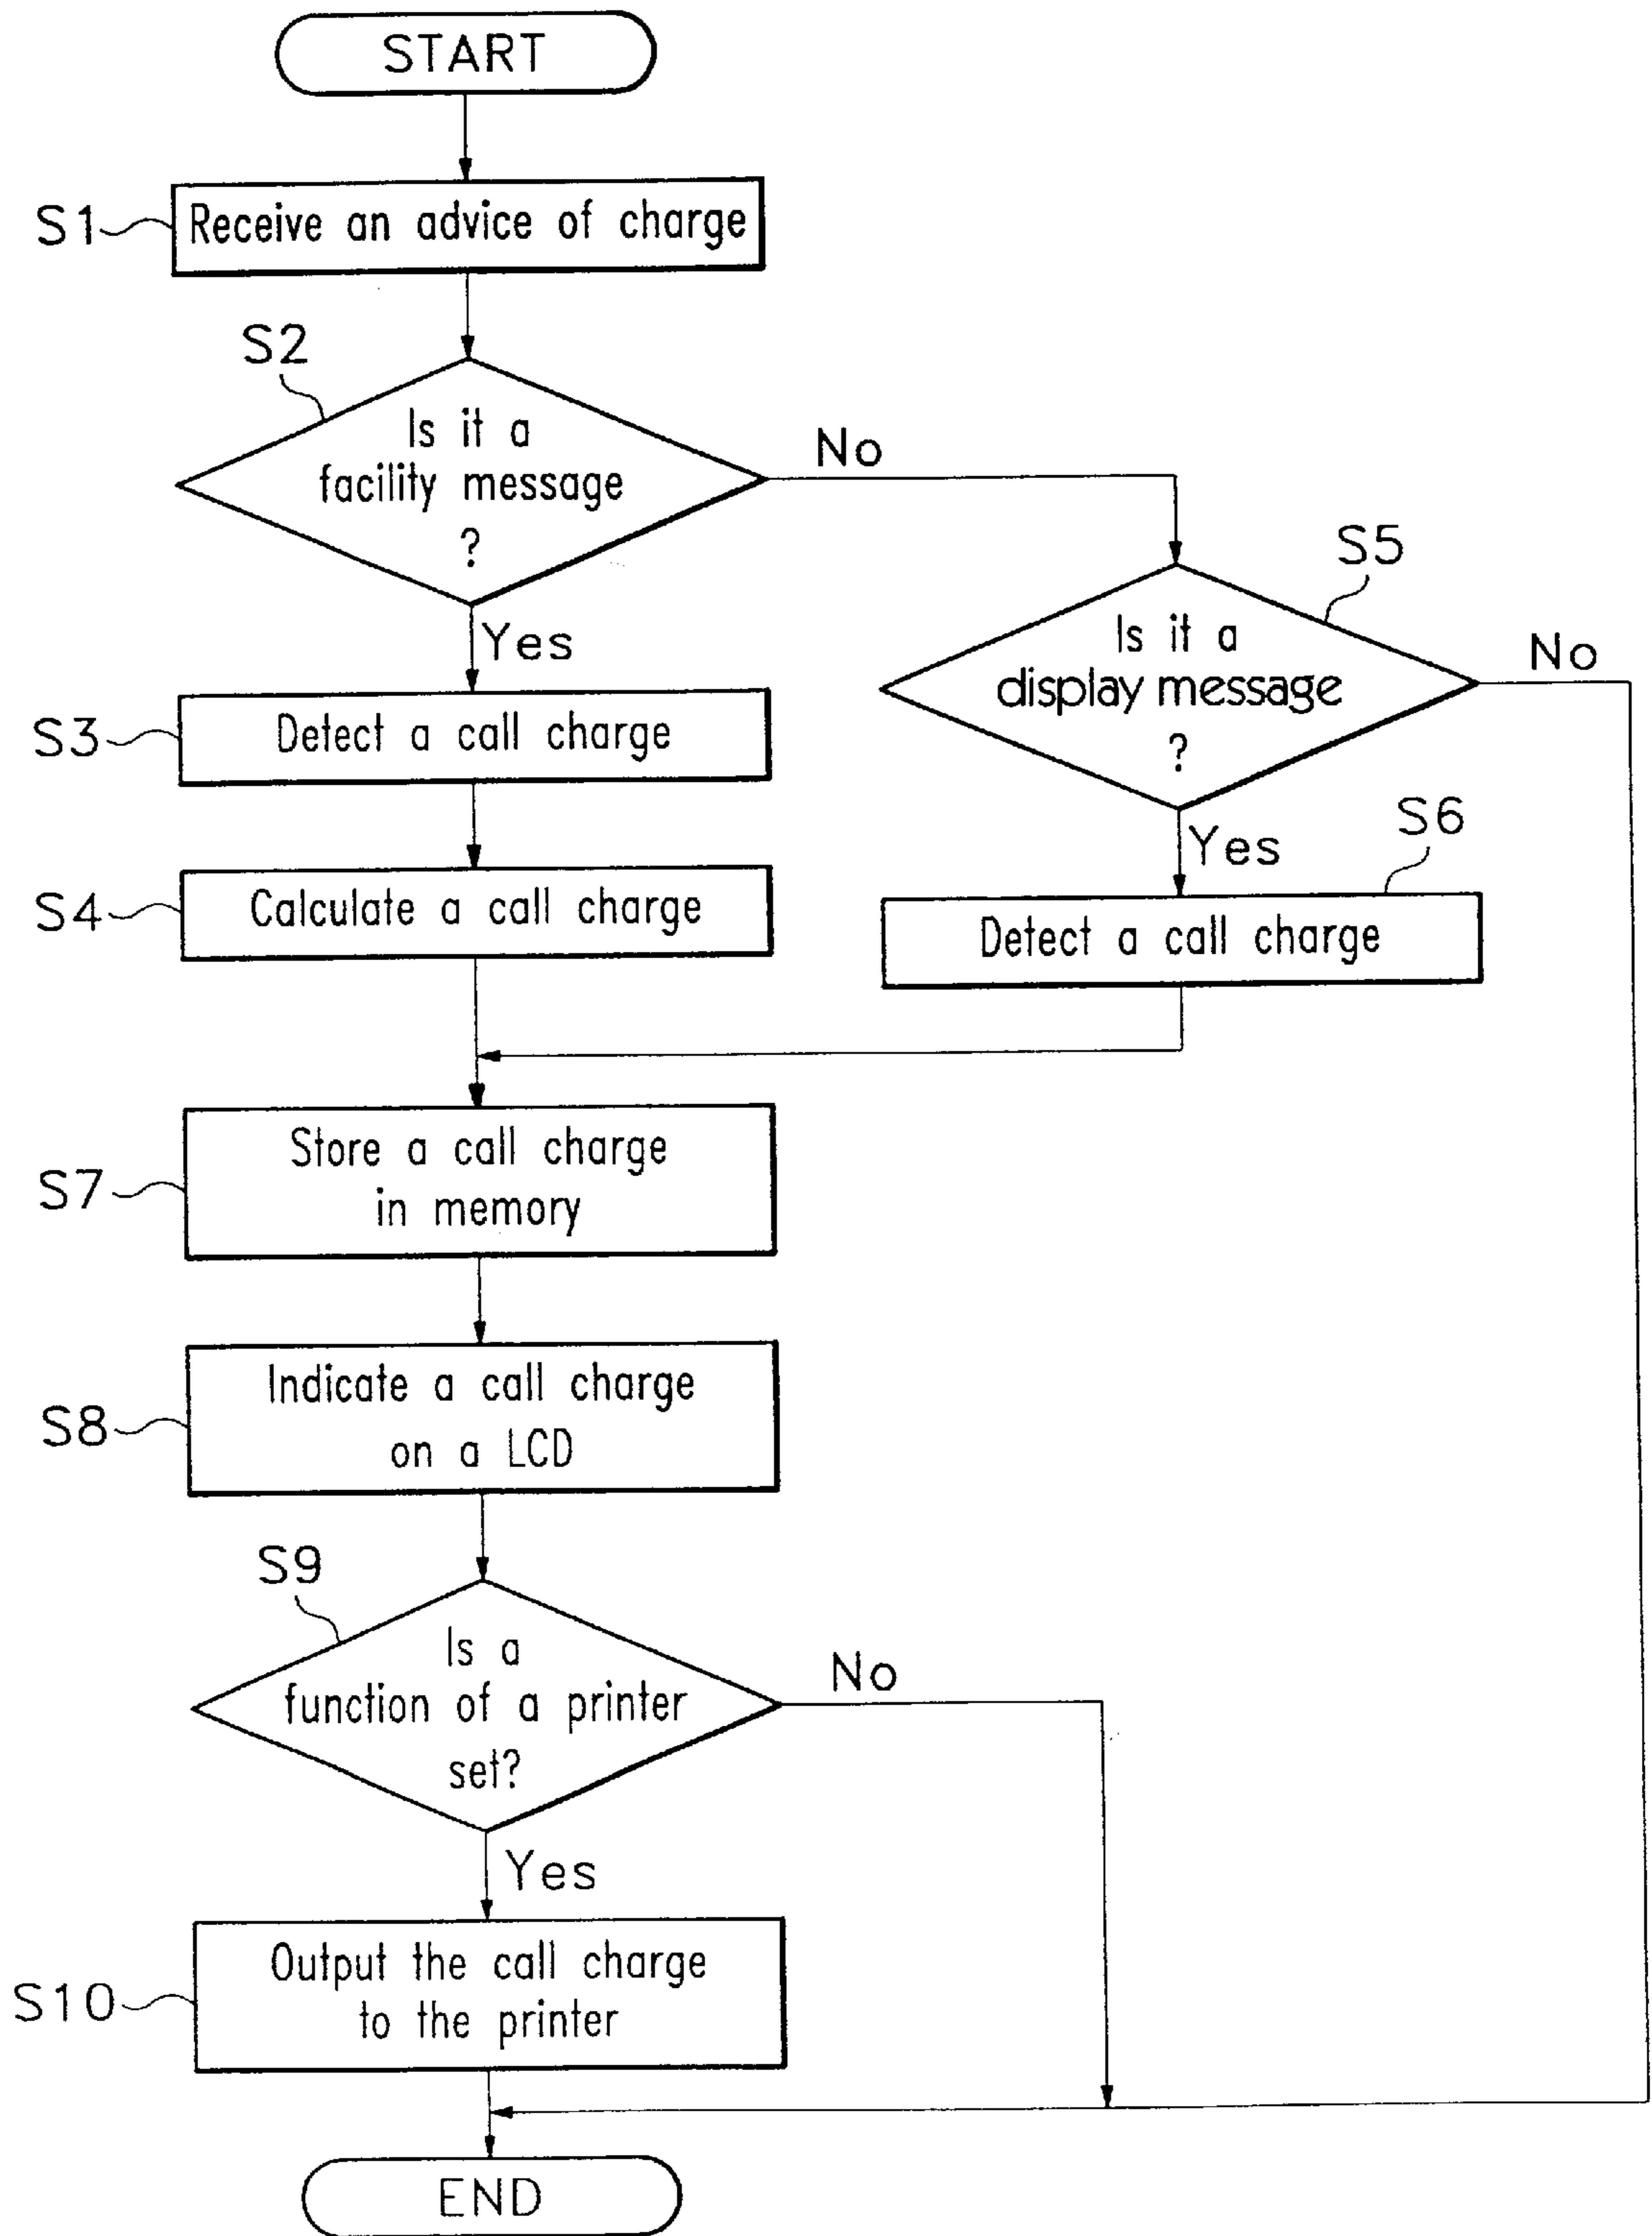 START
S1
Receive an advice of charge
S2
Is it a
facility message
?
No
Yes
S5
Is it a
display message
?
No
Yes
S3
Detect a call charge
S4
Calculate a call charge
S6
Detect a call charge
S7
Store a call charge
in memory
S8
Indicate a call charge
on a LCD
S9
Is a
function of a printer
set?
No
Yes
S10
Output the call charge
to the printer
END